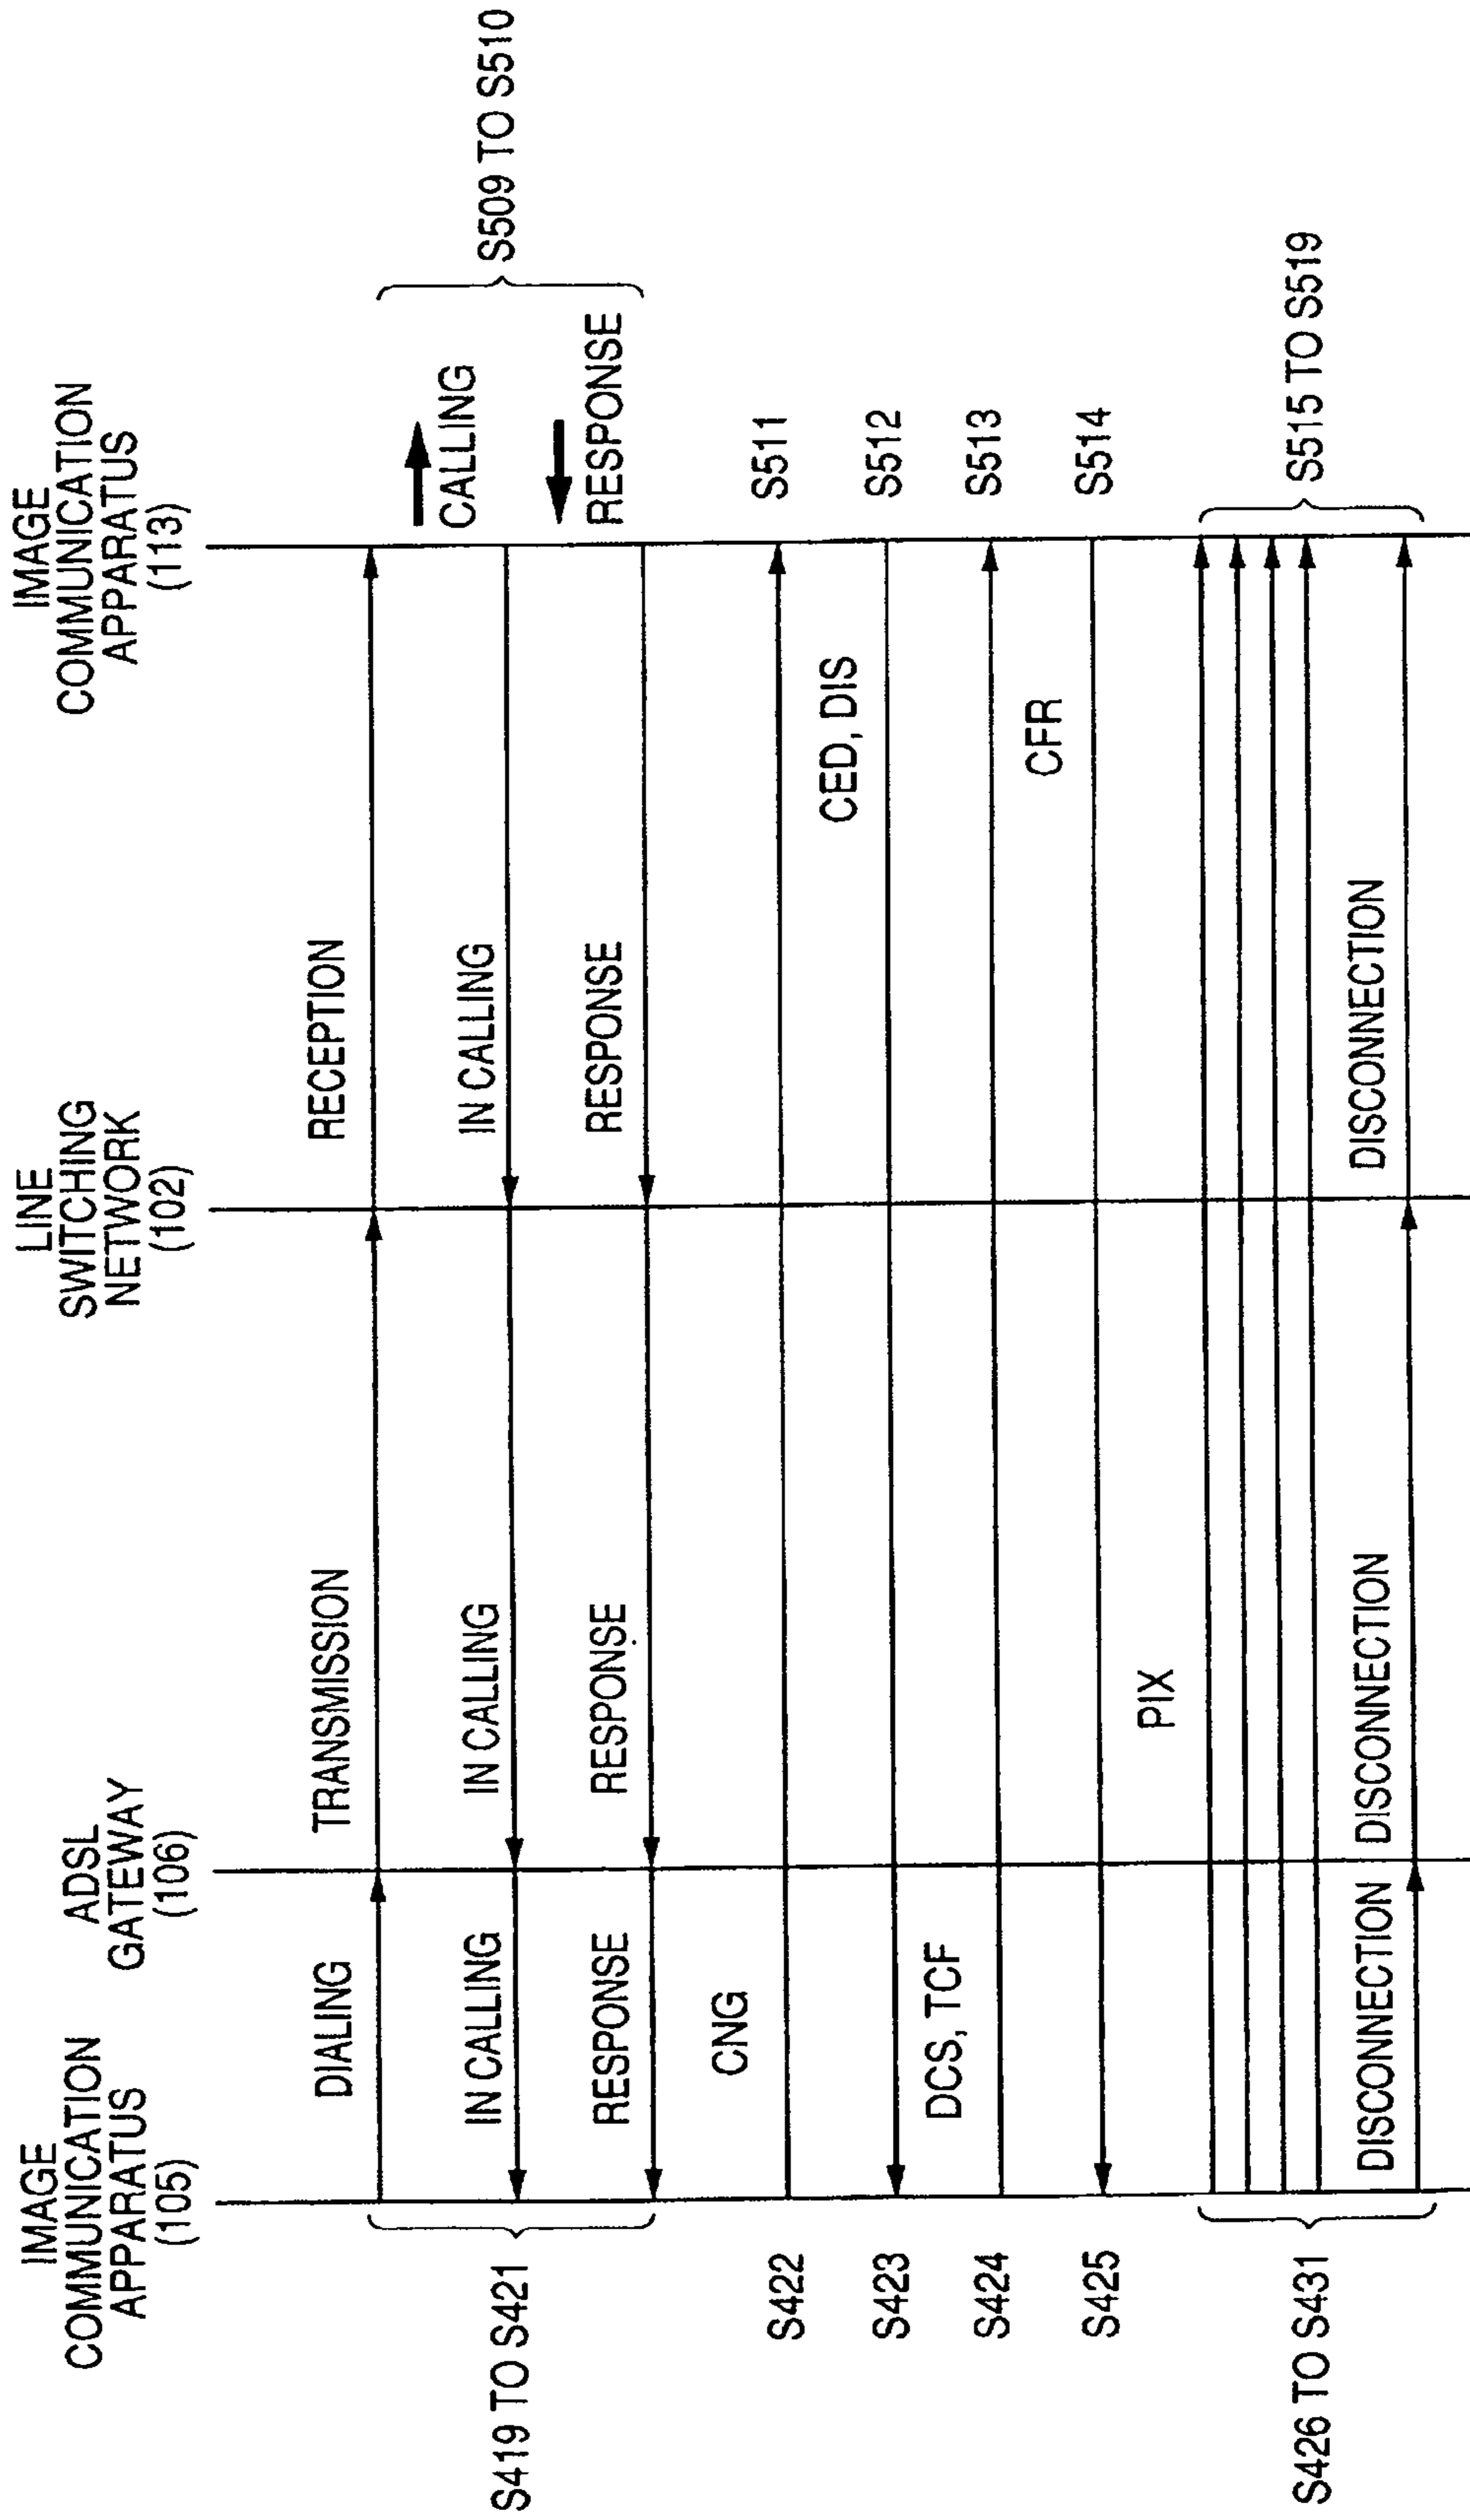 IMAGE
COMMUNICATION
APPARATUS
(105)
ADSL
GATEWAY
(106)
LINE
SWITCHING
NETWORK
(102)
IMAGE
COMMUNICATION
APPARATUS
(113)
DIALING
TRANSMISSION
RECEPTION
CALLING
S419 TO S421
IN CALLING
IN CALLING
IN CALLING
S509 TO S510
RESPONSE
RESPONSE
RESPONSE
RESPONSE
CNG
S422
S511
CED, DIS
S423
S512
DCS, TCF
S424
S513
CFR
S425
S514
PIX
S426 TO S431
S515 TO S519
DISCONNECTION
DISCONNECTION
DISCONNECTION